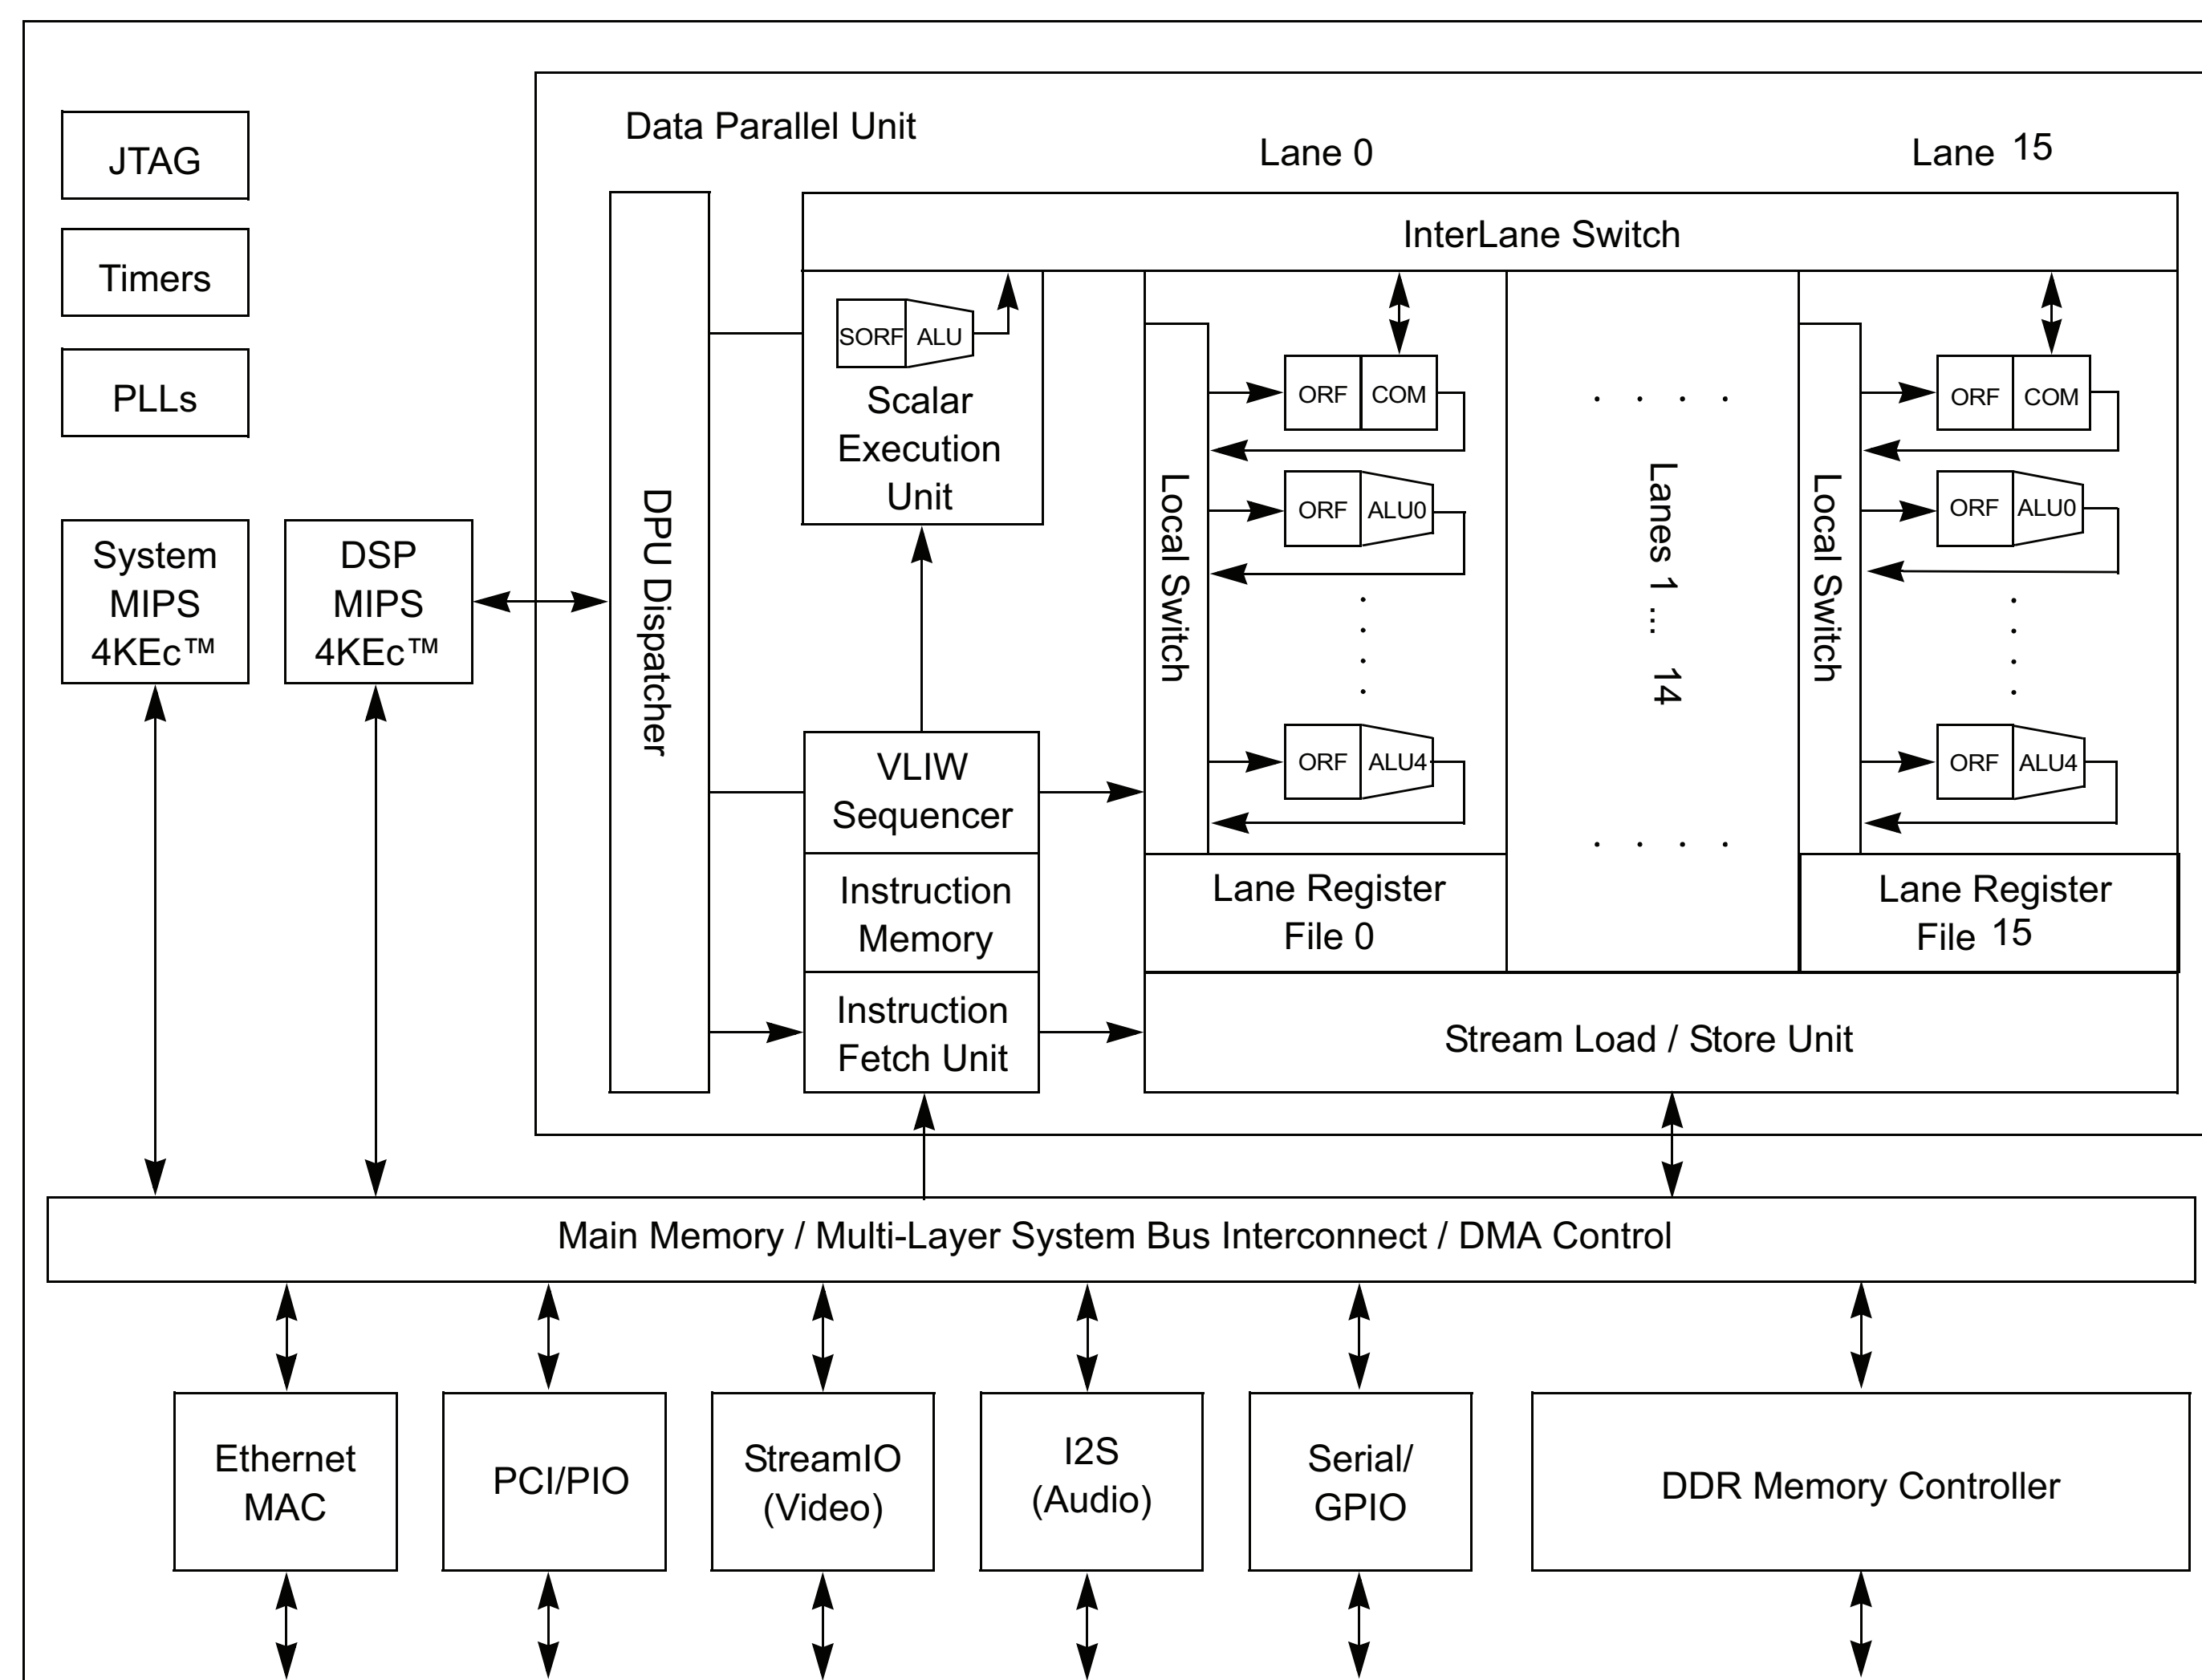 Data Parallel Unit
Lane 0
Lane 15
JTAG
Timers
PLLs
System
MIPS
4KEc™
DSP
MIPS
4KEc™
DPU Dispatcher
InterLane Switch
SORF
ALU
Scalar
Execution
Unit
VLIW
Sequencer
Instruction
Memory
Instruction
Fetch Unit
Local Switch
ORF
COM
ORF
ALU0
.
.
.
.
ORF
ALU4
Lane Register
File 0
. . . .
Lanes 1 ... 14
. . . .
Local Switch
ORF
COM
ORF
ALU0
.
.
.
.
ORF
ALU4
Lane Register
File 15
Stream Load / Store Unit
Main Memory / Multi-Layer System Bus Interconnect / DMA Control
Ethernet
MAC
PCI/PIO
StreamIO
(Video)
I2S
(Audio)
Serial/
GPIO
DDR Memory Controller